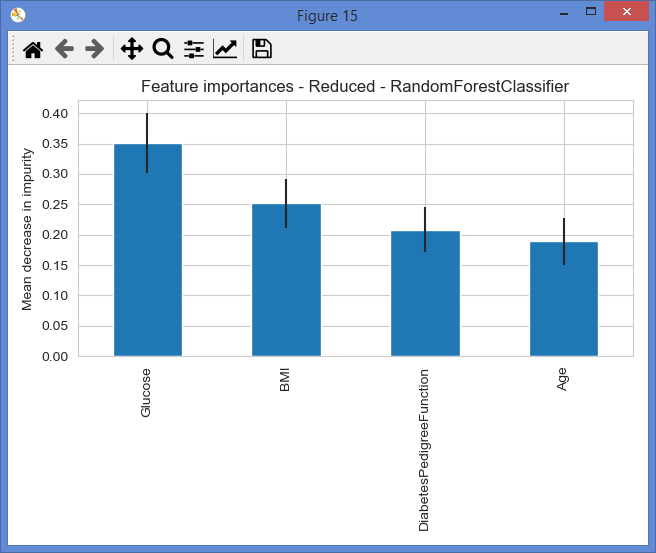 Figure 15
Feature importances - Reduced - RandomForestClassifier
Mean decrease in impurity
0.40
0.35
0.30
0.25
0.20
0.15
0.10
0.05
0.00
Glucose
BMI
DiabetesPedigreeFunction
Age